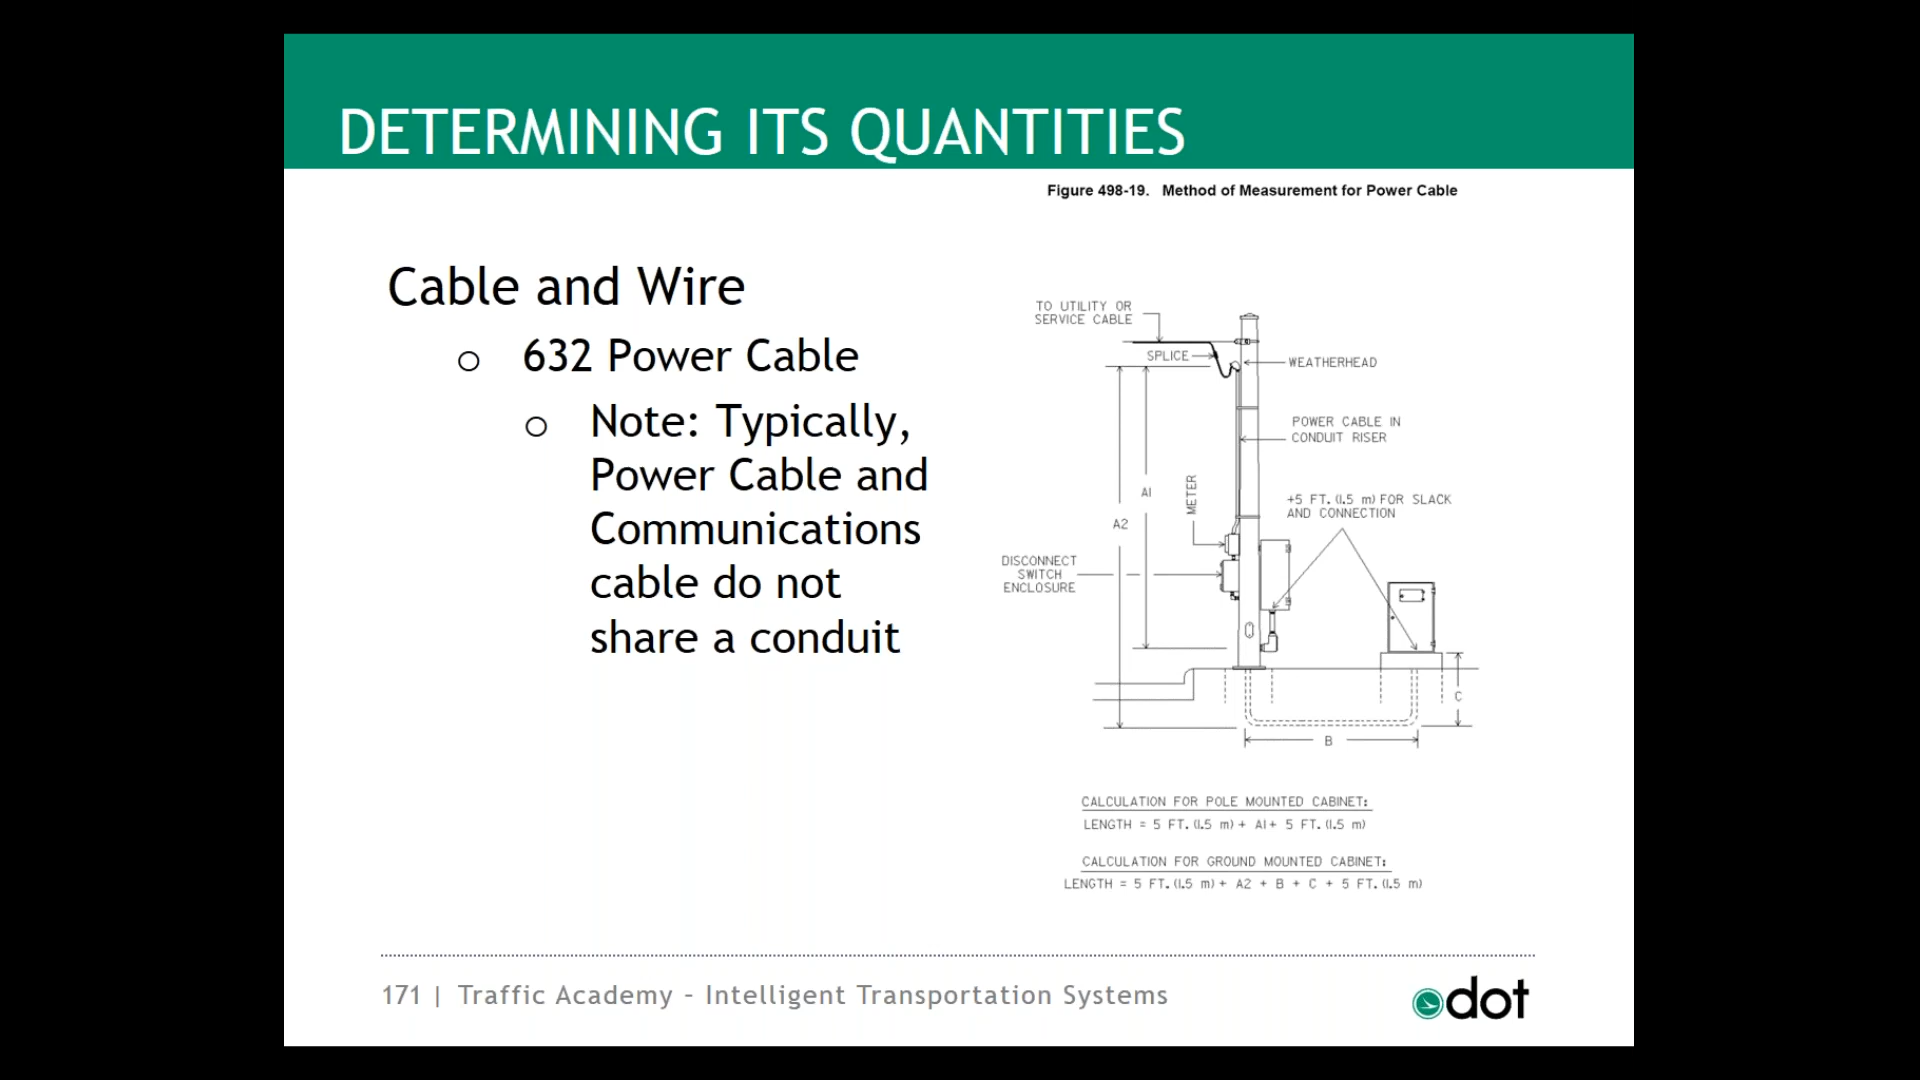 DETERMINING ITS QUANTITIES
Figure 498-19. Method of Measurement for Power Cable
Cable and Wire
o 632 Power Cable
o Note: Typically,
Power Cable and
Communications
cable do not
share a conduit
TO UTILITY OR
SERVICE CABLE
SPLICE
WEATHERHEAD
POWER CABLE IN
CONDUIT RISER
A1
METER
+5 FT. (1.5 m) FOR SLACK
AND CONNECTION
A2
DISCONNECT
SWITCH
ENCLOSURE
C
B
CALCULATION FOR POLE MOUNTED CABINET:
LENGTH = 5 FT. (1.5 m) + A1 + 5 FT. (1.5 m)
CALCULATION FOR GROUND MOUNTED CABINET:
LENGTH = 5 FT. (1.5 m) + A2 + B + C + 5 FT. (1.5 m)
171 | Traffic Academy – Intelligent Transportation Systems
odot